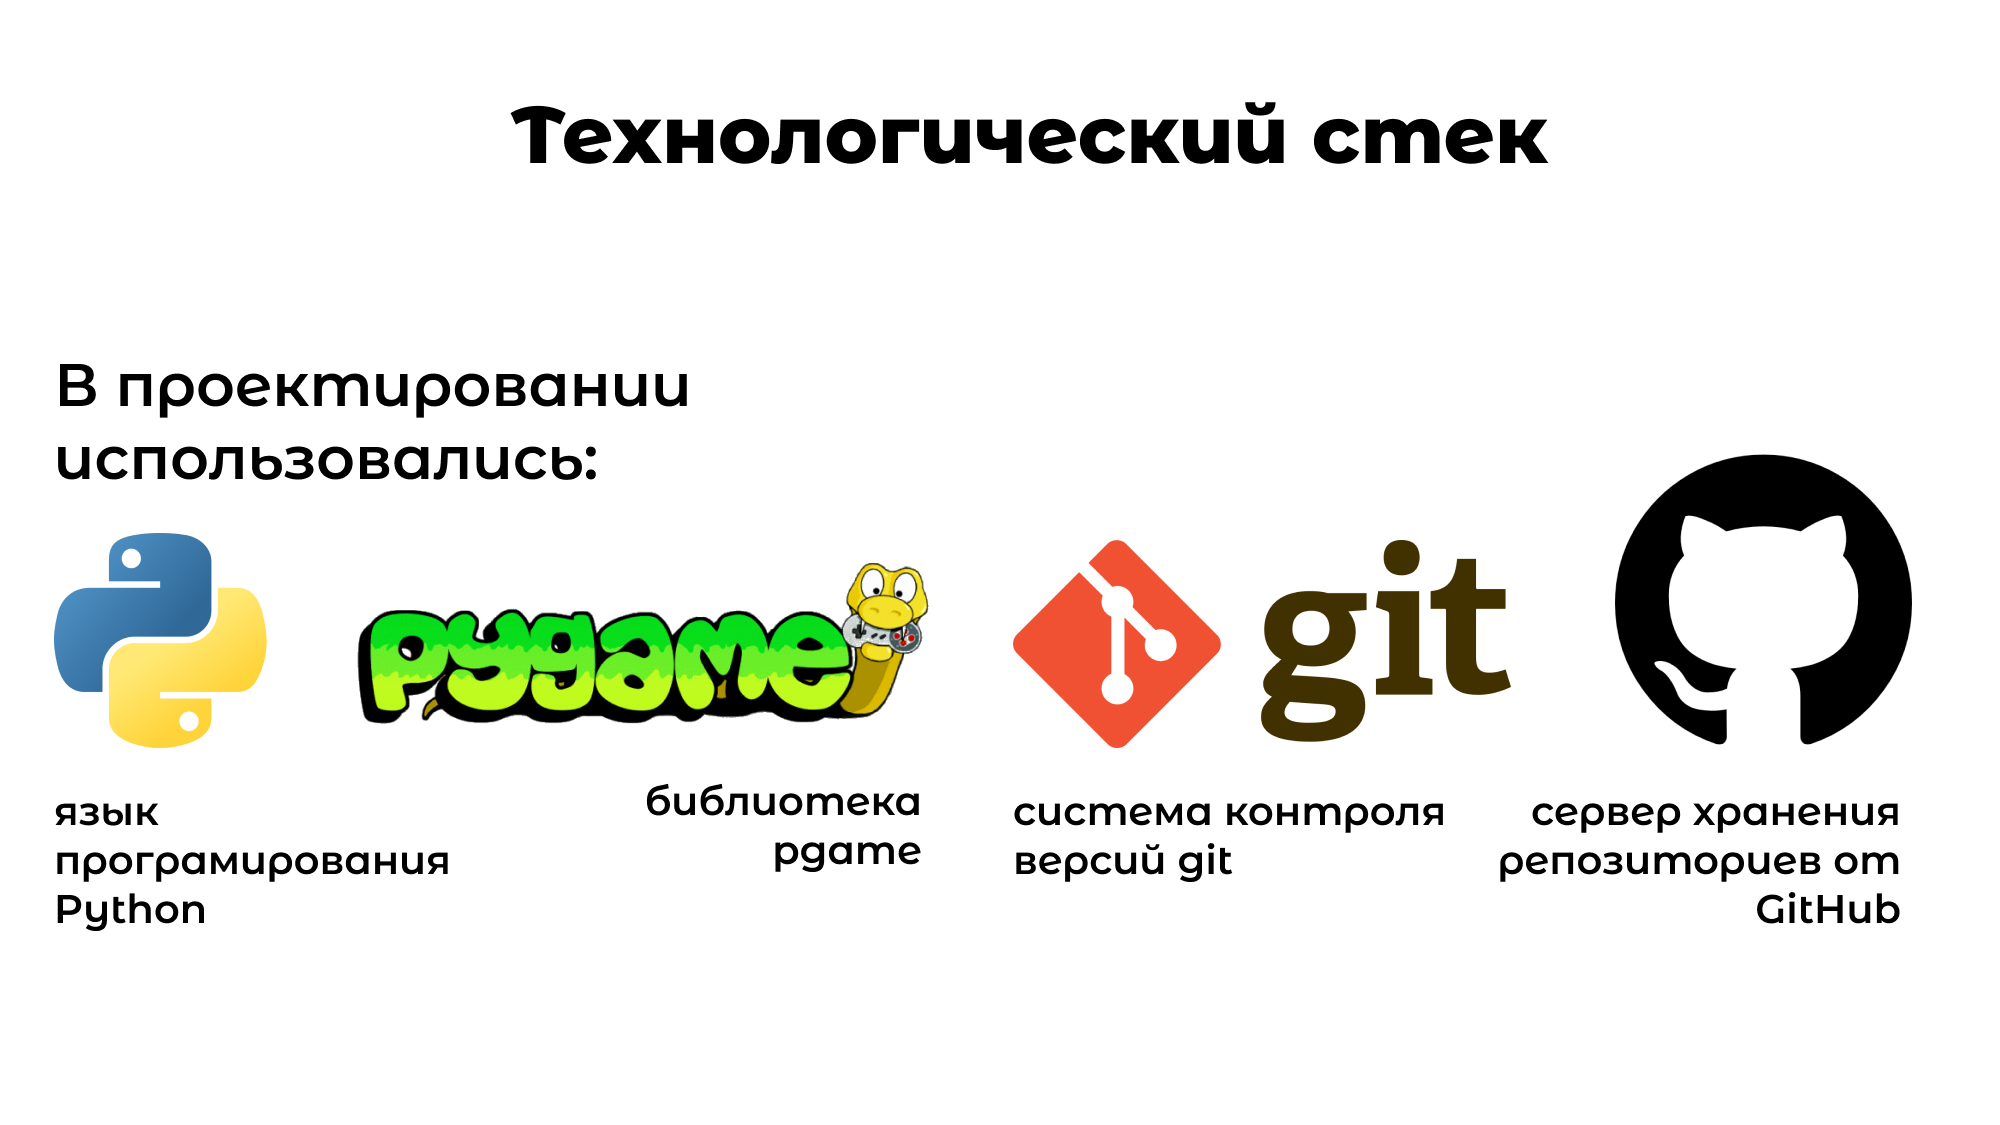 Технологический стек
В проектировании
использовались:
pygame
git
язык
програмирования
Python
библиотека
pgame
система контроля
версий git
сервер хранения
репозиториев от
GitHub